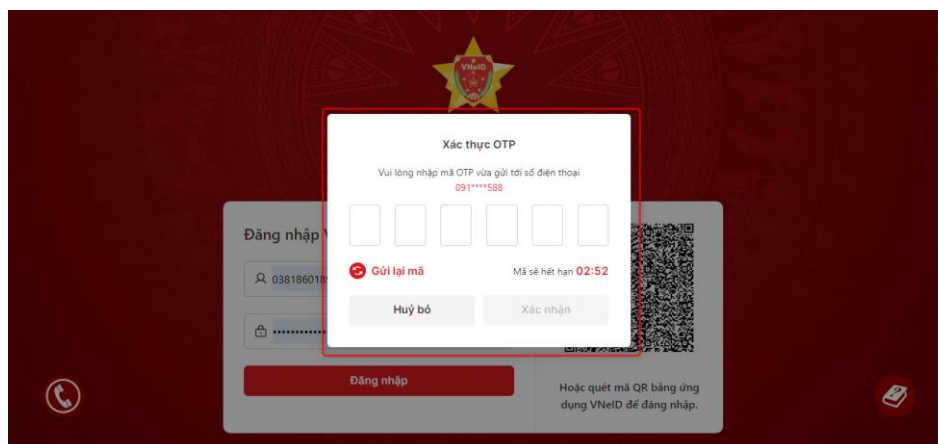 VNeID
Xác thực OTP
Vui lòng nhập mã OTP vừa gửi tới số điện thoại
091****588
Đăng nhập
Gửi lại mã
Mã sẽ hết hạn 02:52
Huỷ bỏ
Xác nhận
Đăng nhập
Hoặc quét mã QR bằng ứng
dụng VNeID để đăng nhập.